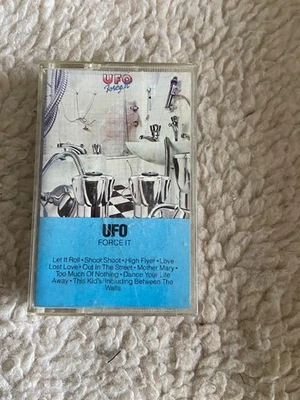 UFO
Force It
UFO
FORCE IT
Let It Roll • Shoot Shoot • High Flyer • Love
Lost Love • Out In The Street • Mother Mary •
Too Much Of Nothing • Dance Your Life
Away • This Kid's/Including Between The
Walls